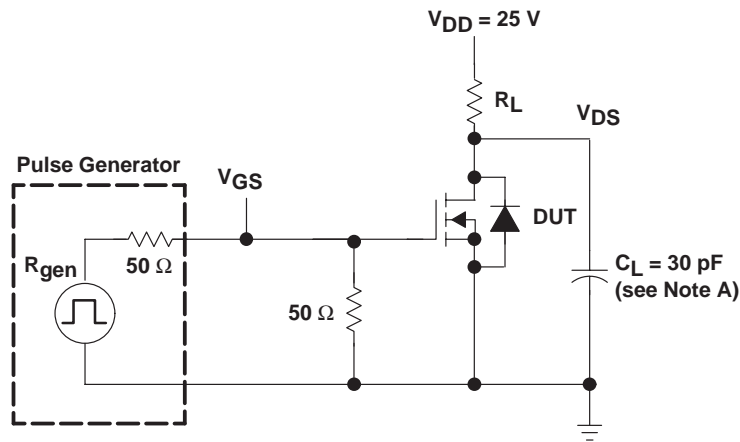 VDD = 25 V
RL
VDS
Pulse Generator
VGS
DUT
Rgen
50 Ω
CL = 30 pF
(see Note A)
50 Ω